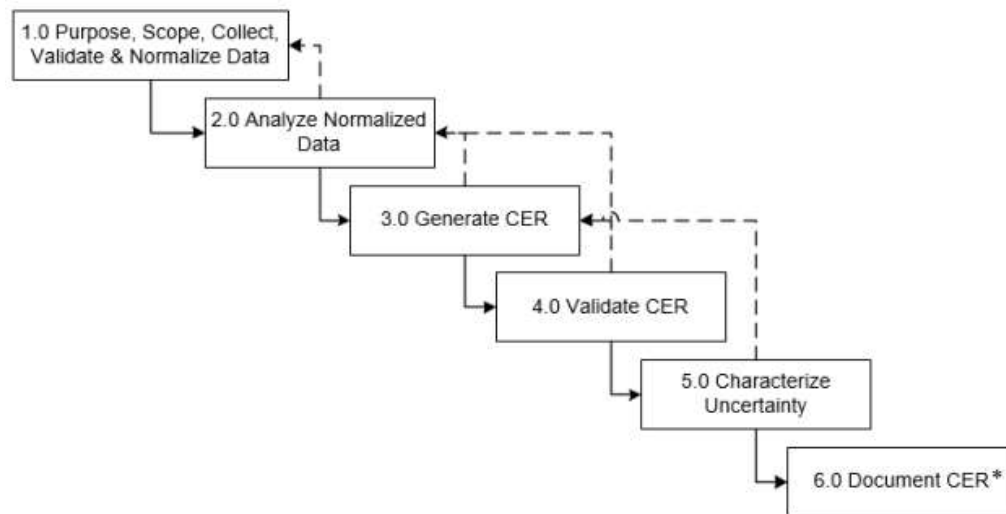 1.0 Purpose, Scope, Collect,
Validate & Normalize Data
2.0 Analyze Normalized
Data
3.0 Generate CER
4.0 Validate CER
5.0 Characterize
Uncertainty
6.0 Document CER*